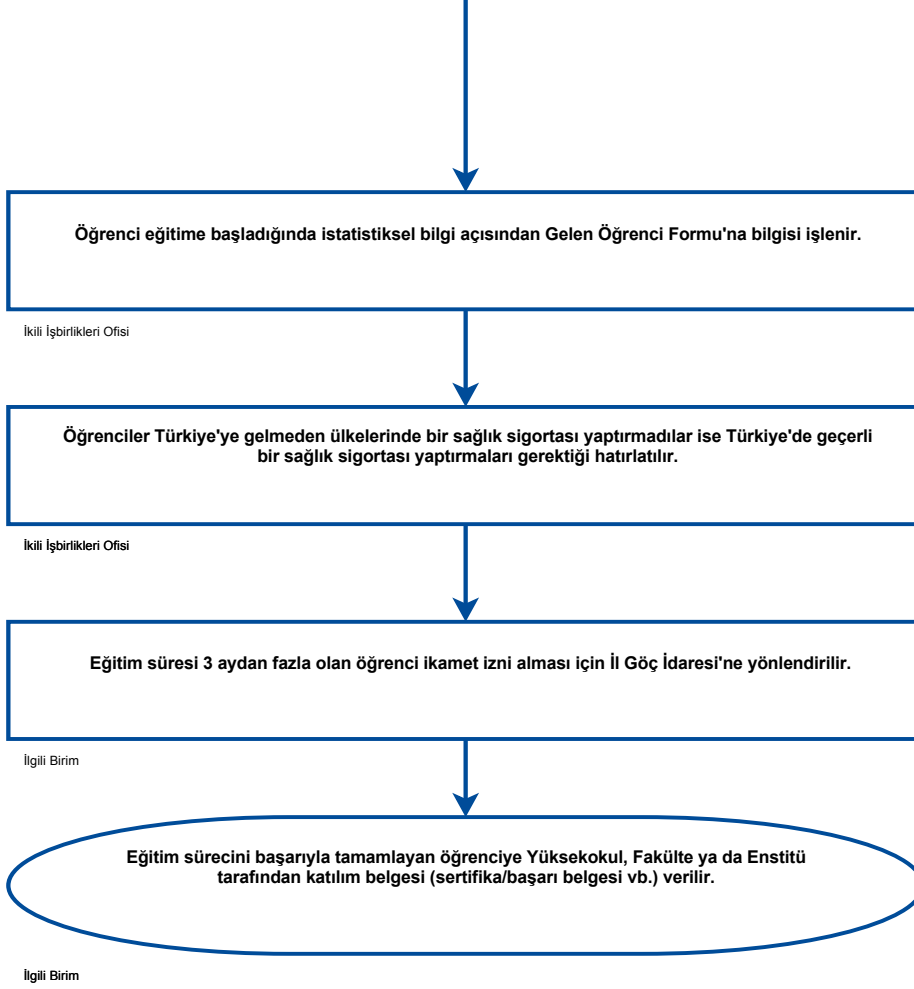 Öğrenci eğitime başladığında istatistiksel bilgi açısından Gelen Öğrenci Formu'na bilgisi işlenir.
İkili İşbirlikleri Ofisi
Öğrenciler Türkiye'ye gelmeden ülkelerinde bir sağlık sigortası yaptırmadılar ise Türkiye'de geçerli
bir sağlık sigortası yaptırmaları gerektiği hatırlatılır.
İkili İşbirlikleri Ofisi
Eğitim süresi 3 aydan fazla olan öğrenci ikamet izni alması için İl Göç İdaresi'ne yönlendirilir.
İlgili Birim
Eğitim sürecini başarıyla tamamlayan öğrenciye Yüksekokul, Fakülte ya da Enstitü
tarafından katılım belgesi (sertifika/başarı belgesi vb.) verilir.
İlgili Birim